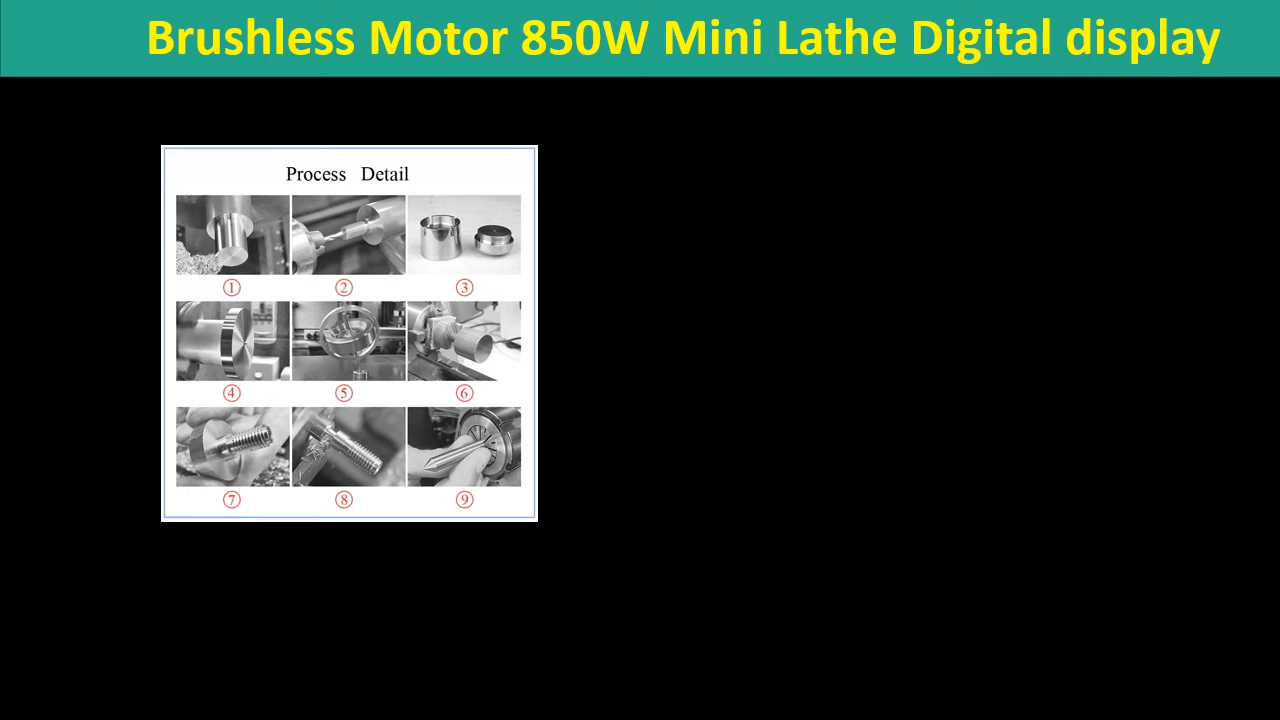 Brushless Motor 850W Mini Lathe Digital display
Process Detail
① ② ③
④ ⑤ ⑥
⑦ ⑧ ⑨